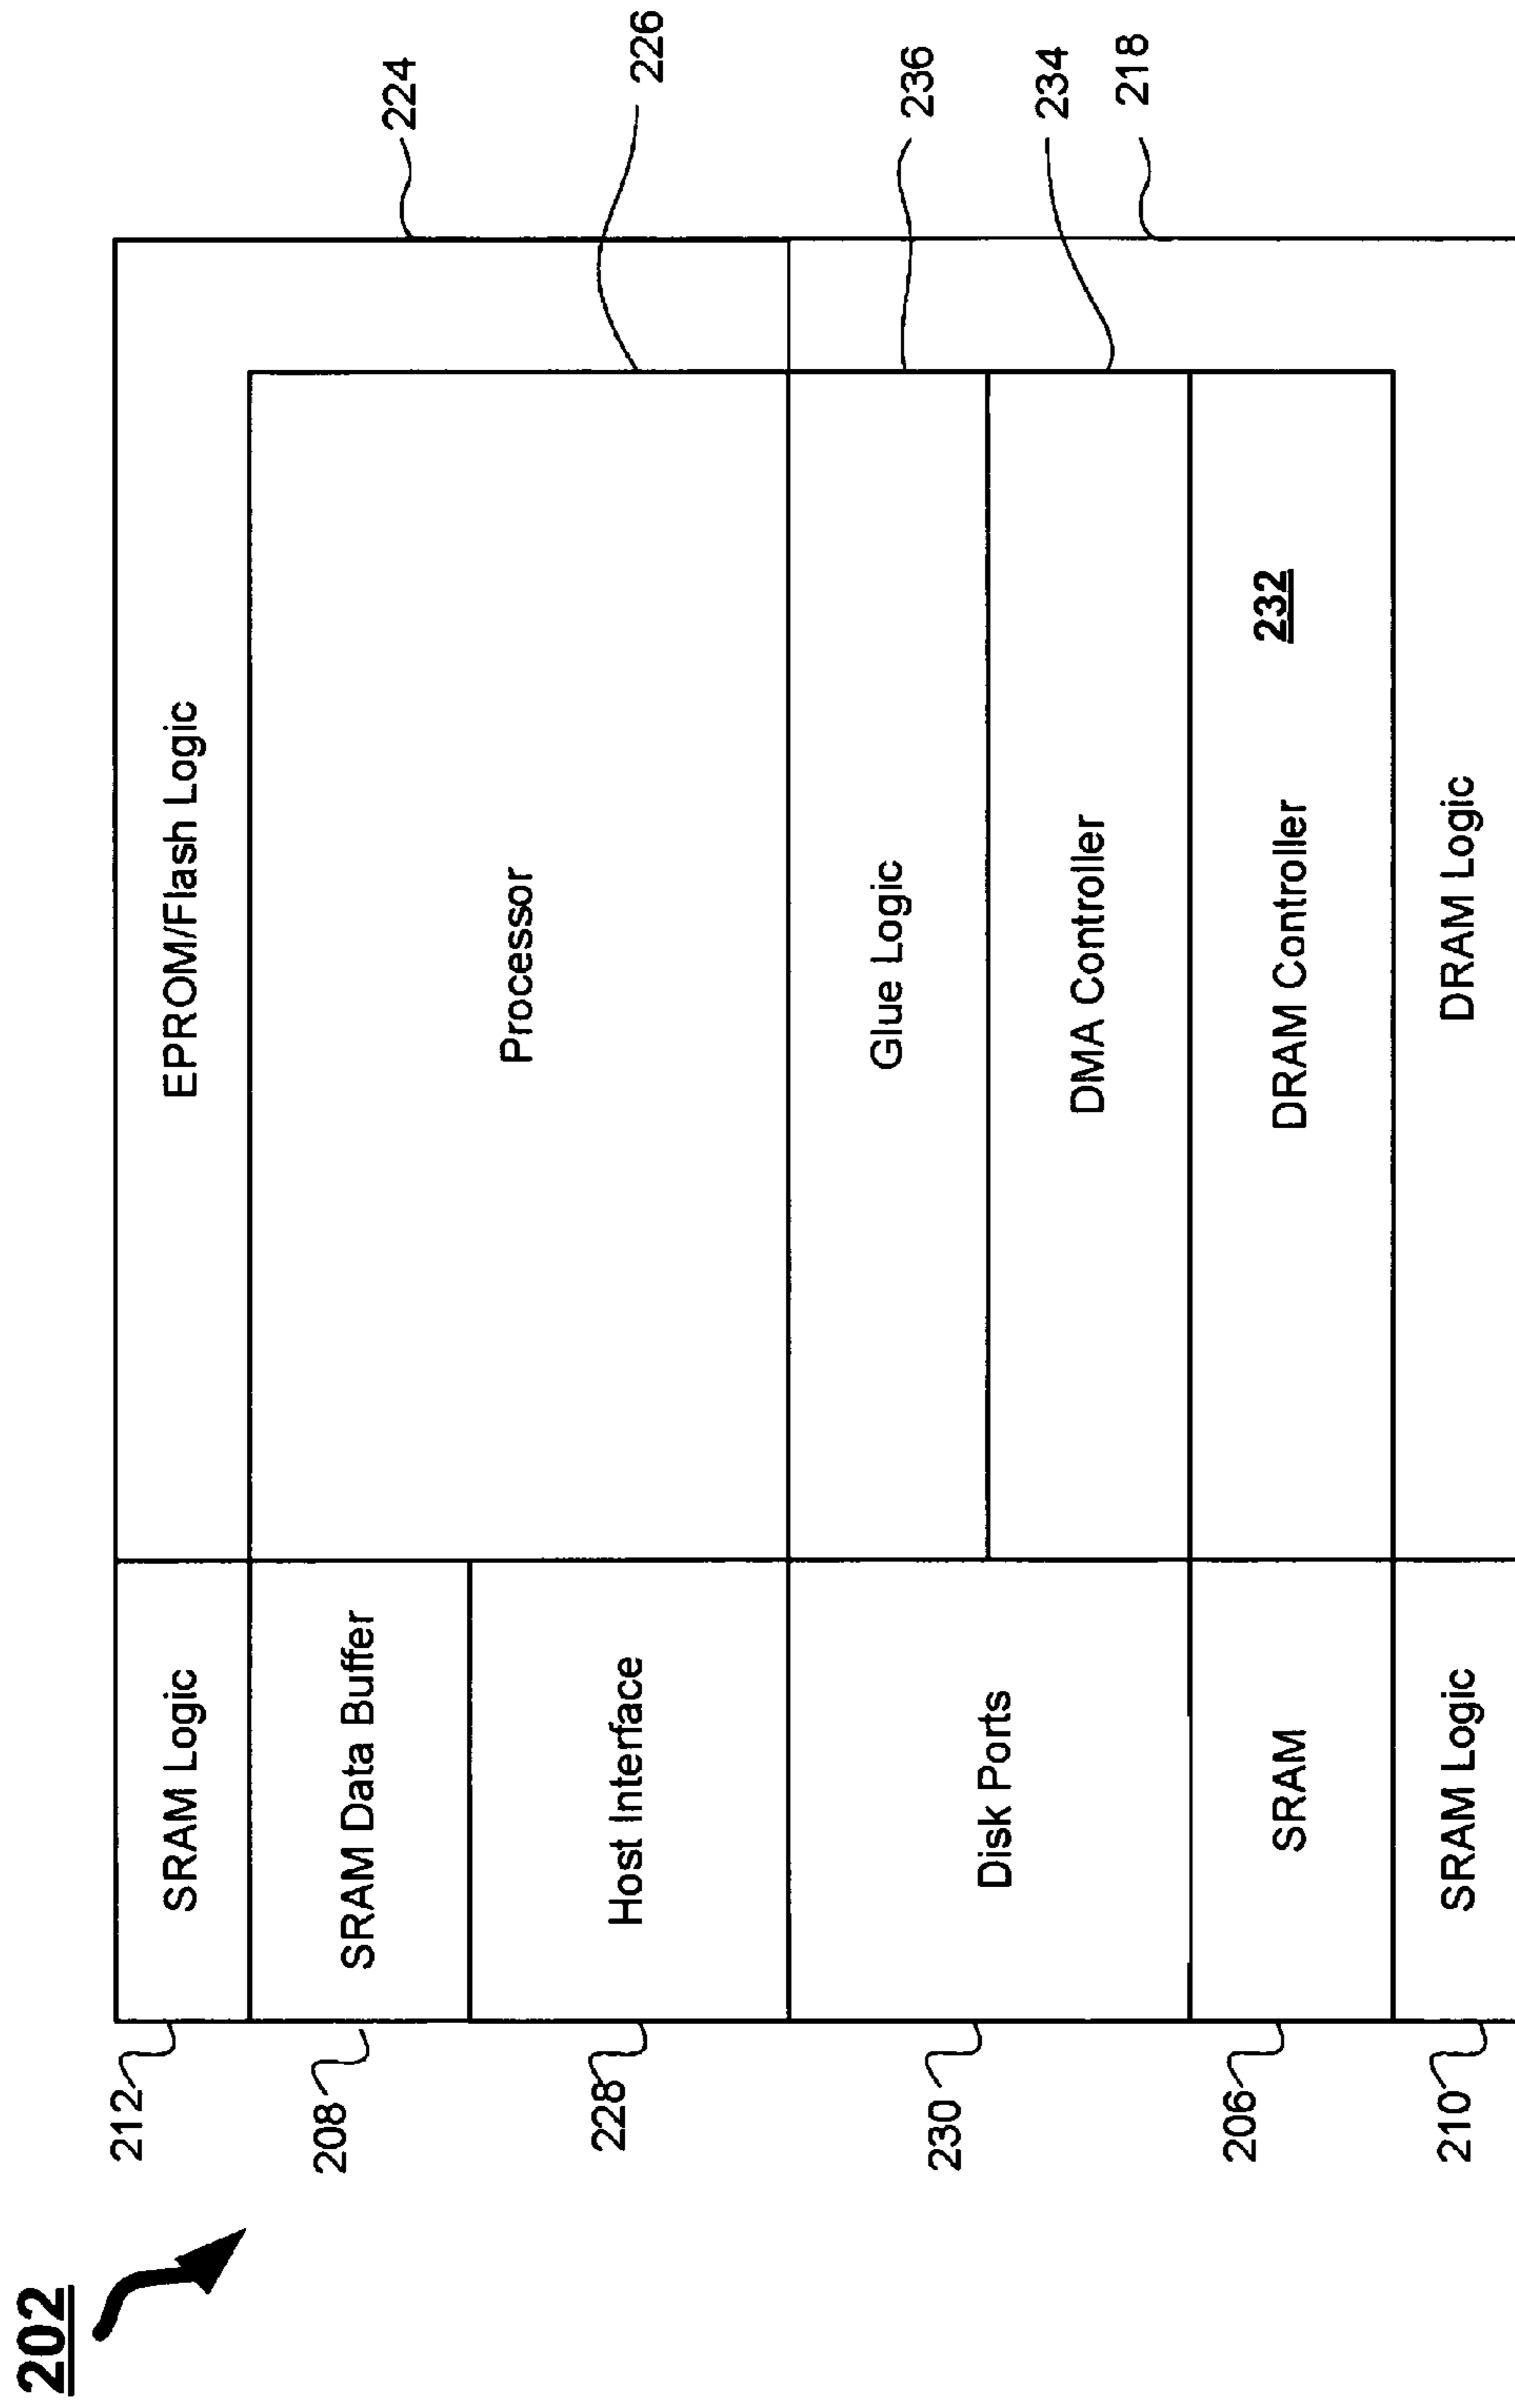 202
212
SRAM Logic
EPROM/Flash Logic
224
208
SRAM Data Buffer
Processor
226
228
Host Interface
230
Disk Ports
Glue Logic
236
DMA Controller
234
206
SRAM
DRAM Controller
232
218
210
SRAM Logic
DRAM Logic